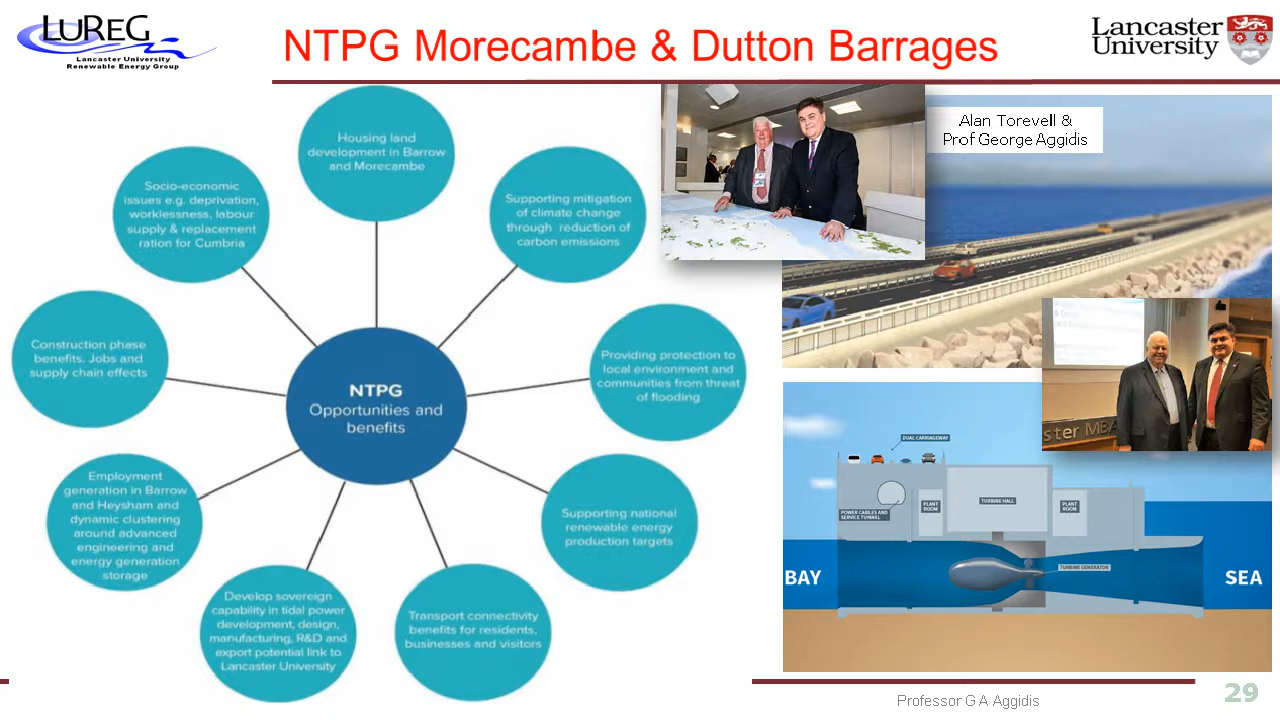 LUREG
Lancaster University
Renewable Energy Group
NTPG Morecambe & Dutton Barrages
Lancaster
University
Housing land
development in Barrow
and Morecambe
Supporting mitigation
of climate change
through reduction of
carbon emissions
Providing protection to
local environment and
communities from threat
of flooding
Supporting national
renewable energy
production targets
Transport connectivity
benefits for residents,
businesses and visitors
Develop sovereign
capability in tidal power
development, design,
manufacturing, R&D and
export potential link to
Lancaster University
Employment
generation in Barrow
and Heysham and
dynamic clustering
around advanced
engineering and
energy generation
storage
Construction phase
benefits. Jobs and
supply chain effects
Socio-economic
issues e.g. deprivation,
worklessness, labour
supply & replacement
ration for Cumbria
NTPG
Opportunities and
benefits
Alan Torevell &
Prof George Aggidis
DUAL CARRIAGEWAY
POWER CABLES AND
SERVICE TUNNEL
PLANT
ROOM
TURBINE HALL
PLANT
ROOM
TURBINE GENERATOR
BAY
SEA
Professor G A Aggidis
29